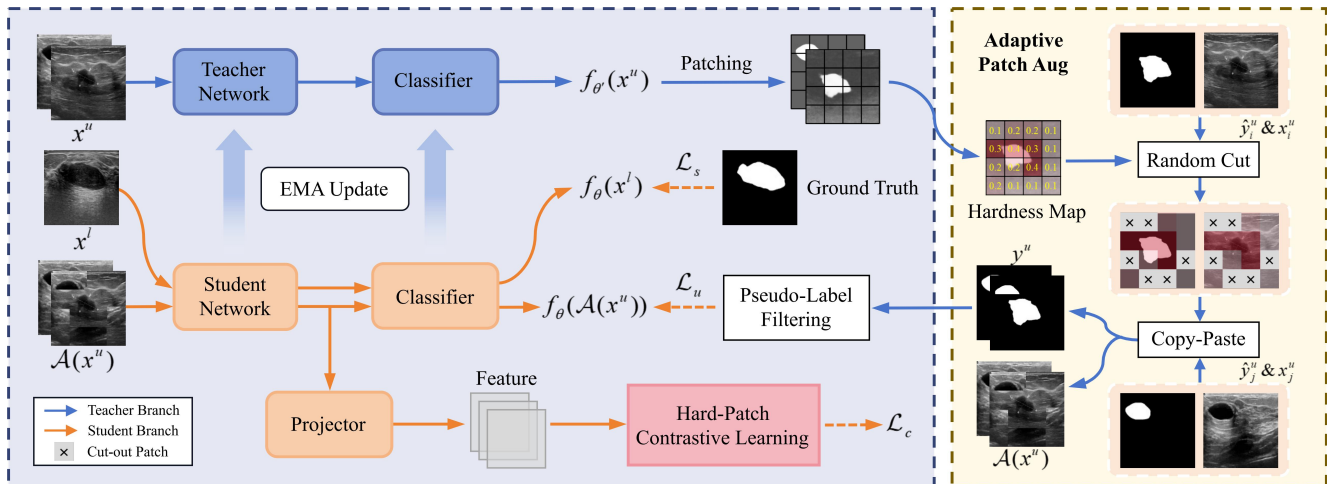 Teacher
Network
Classifier
f_{θ′}(x^u)
Patching
x^u
EMA Update
x^l
f_θ(x^l)
ℒ_s
Ground Truth
Student
Network
Classifier
f_θ(𝒜(x^u))
ℒ_u
Pseudo-Label
Filtering
𝒜(x^u)
Feature
Projector
Hard-Patch
Contrastive Learning
ℒ_c
Teacher Branch
Student Branch
× Cut-out Patch
Adaptive
Patch Aug
ŷ_i^u & x_i^u
0.1 0.2 0.2 0.1
0.3 0.4 0.3 0.1
0.2 0.2 0.4 0.1
0.2 0.1 0.1 0.1
Hardness Map
Random Cut
× × × ×
× × × ×
× × × ×
y^u
Copy-Paste
ŷ_j^u & x_j^u
𝒜(x^u)